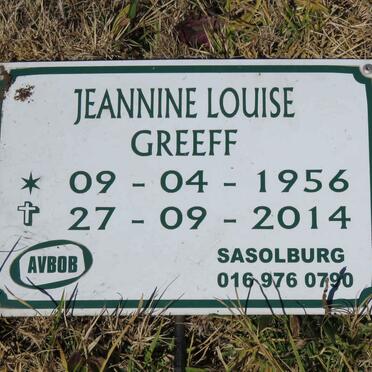 JEANNINE LOUISE
GREEFF
09 - 04 - 1956
27 - 09 - 2014
AVBOB
SASOLBURG
016 976 0790